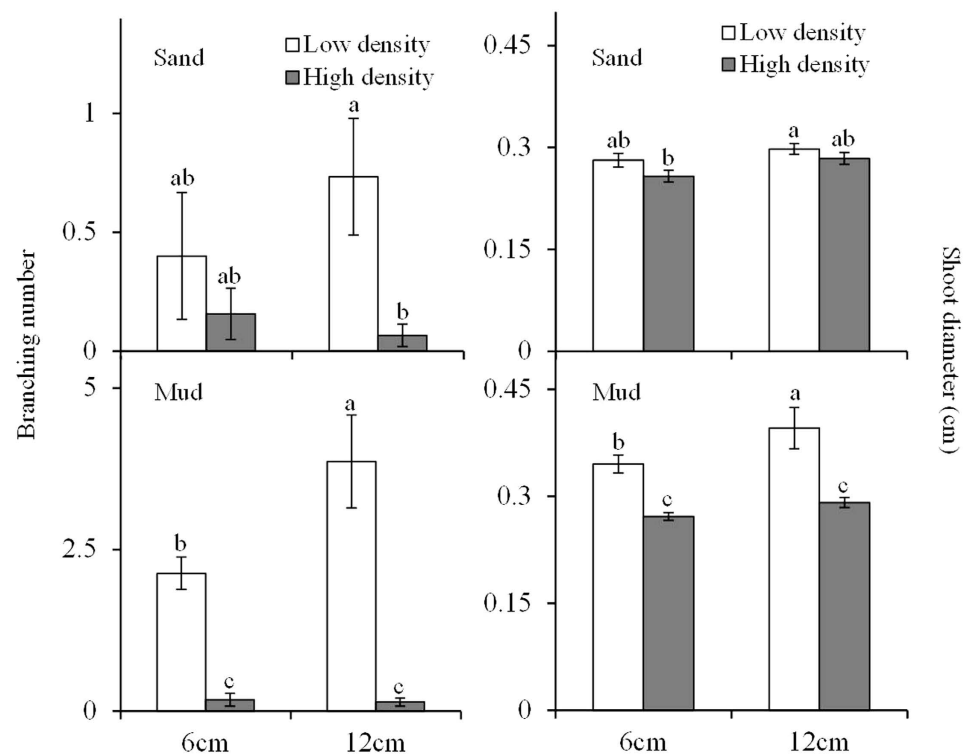 Branching number
Sand
Low density
High density
1
0.5
0
ab
ab
a
b
0.45
0.3
0.15
0
Sand
Low density
High density
ab
b
a
ab
Mud
5
2.5
0
b
c
a
c
6cm
12cm
0.45
0.3
0.15
0
Mud
b
c
a
c
6cm
12cm
Shoot diameter (cm)